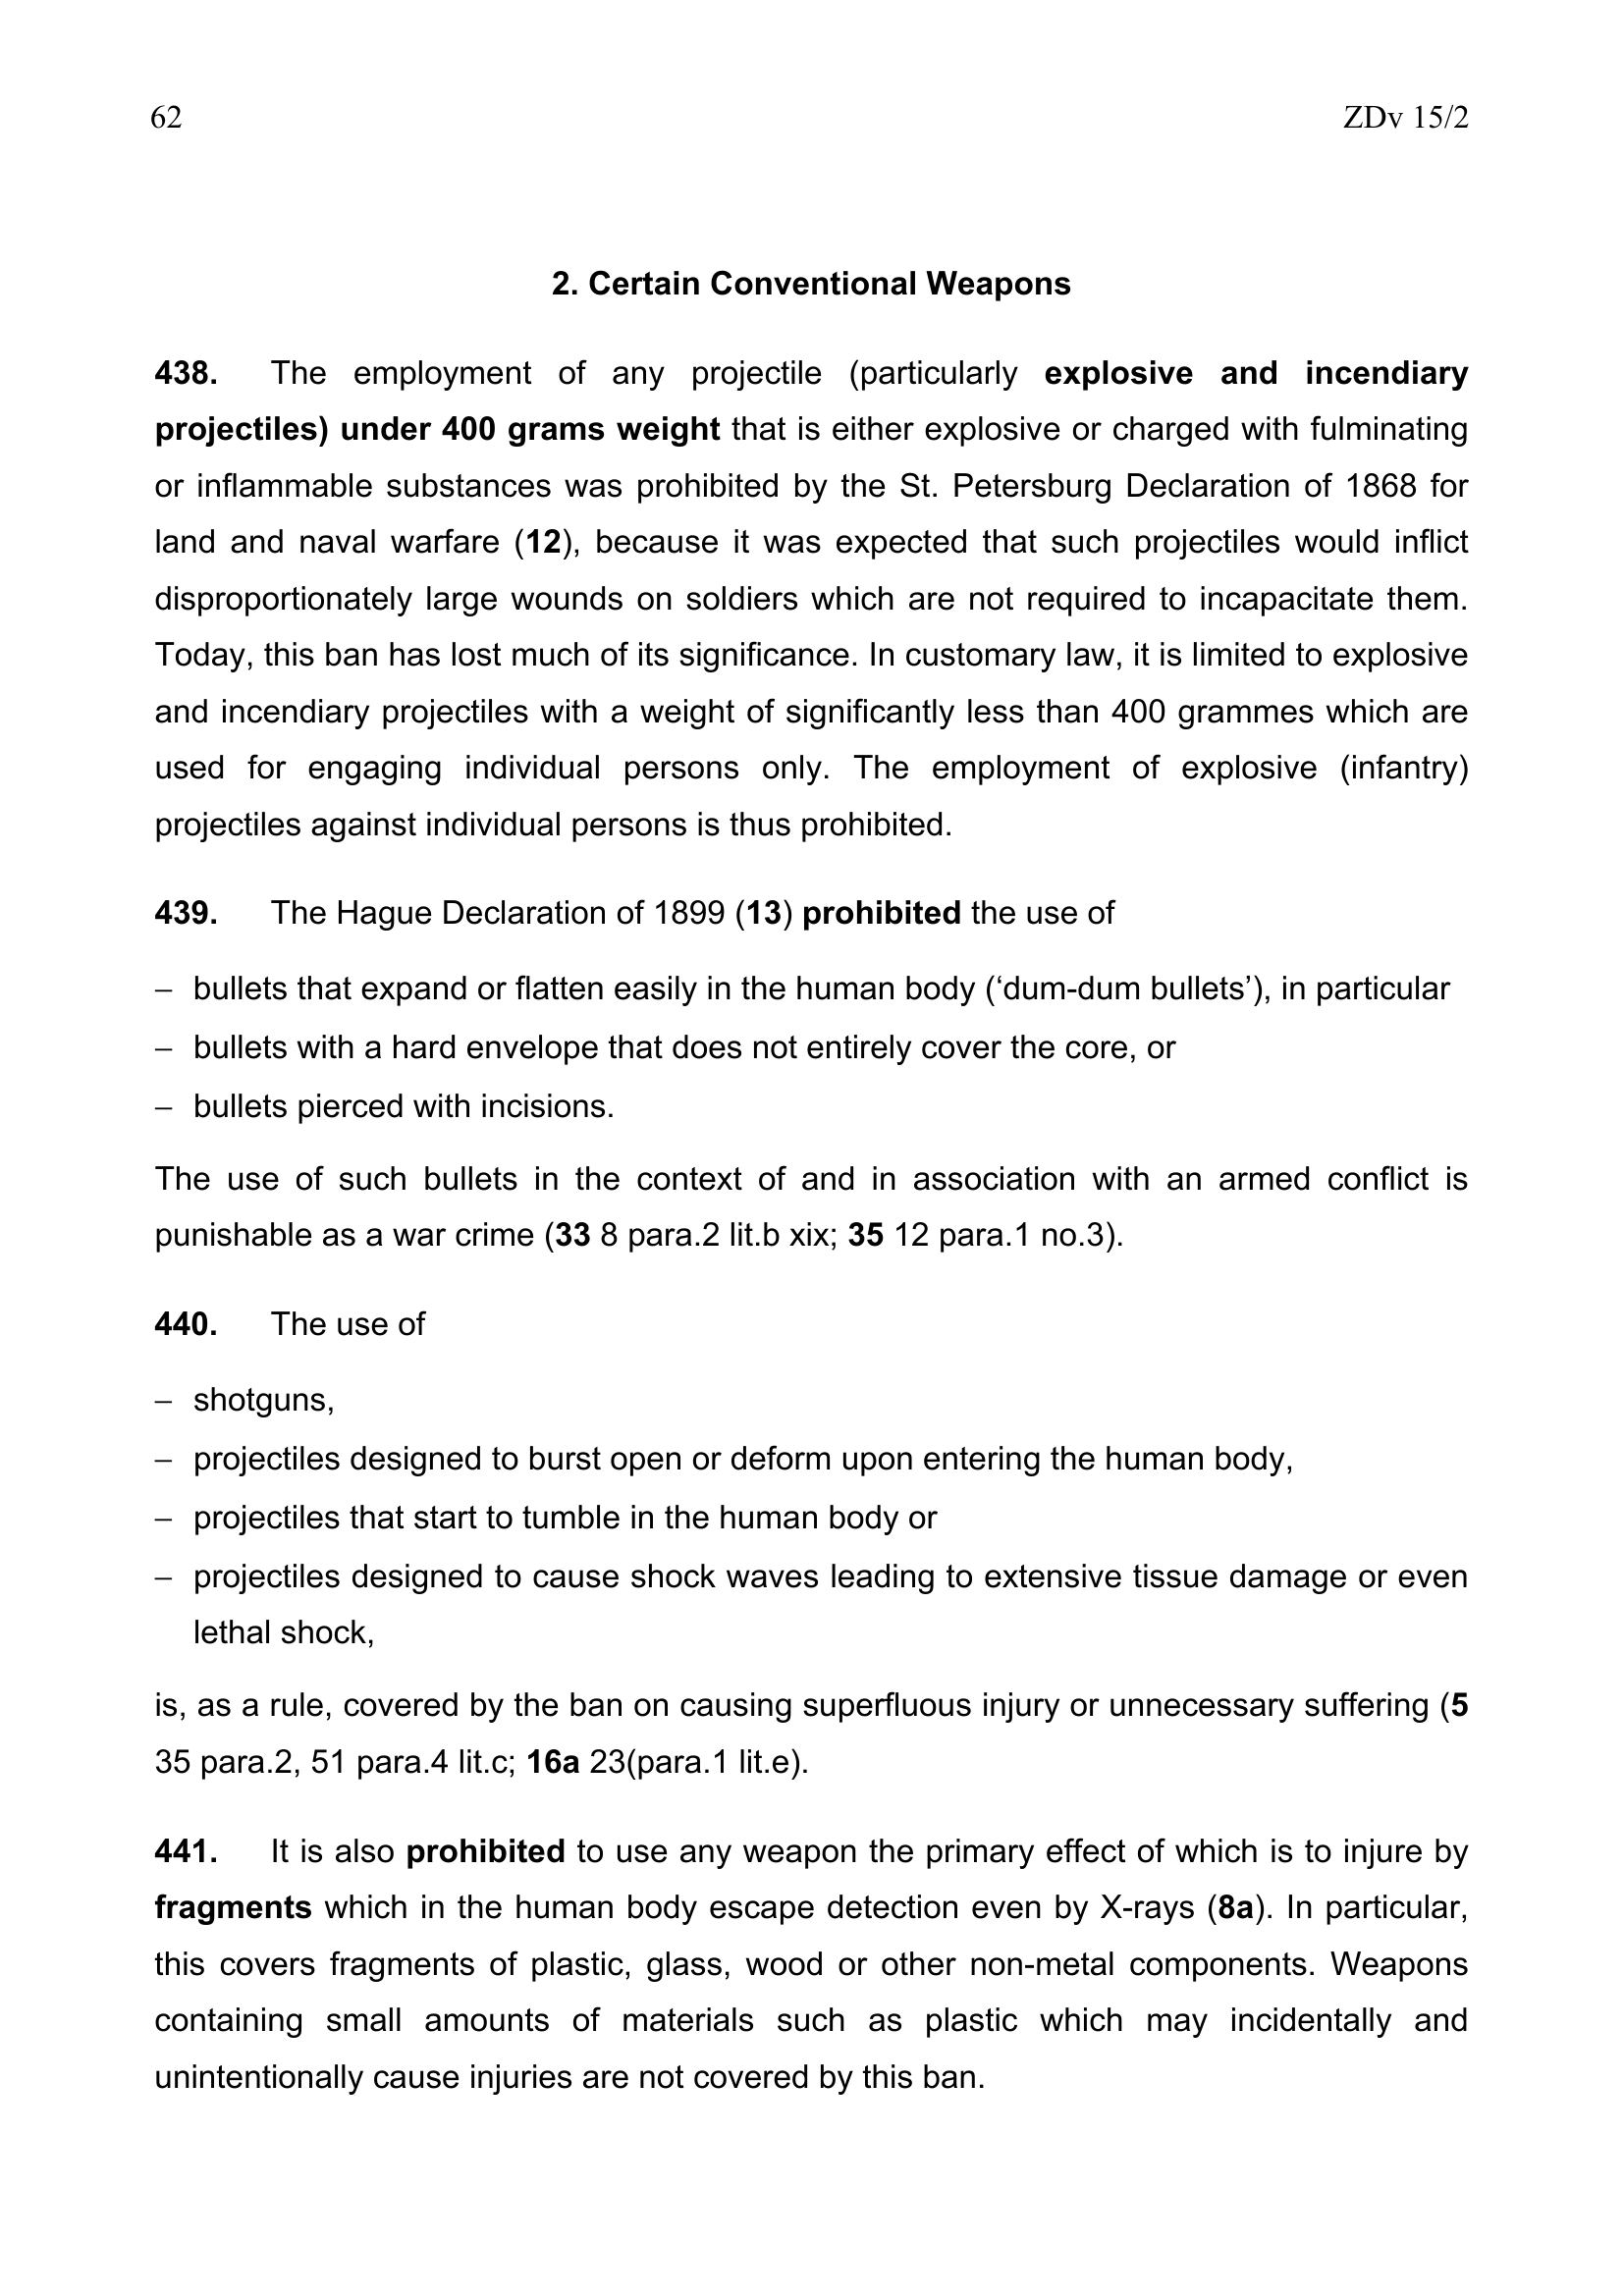 62 ZDv 15/2
2. Certain Conventional Weapons
438. The employment of any projectile (particularly explosive and incendiary
projectiles) under 400 grams weight that is either explosive or charged with fulminating
or inflammable substances was prohibited by the St. Petersburg Declaration of 1868 for
land and naval warfare (12), because it was expected that such projectiles would inflict
disproportionately large wounds on soldiers which are not required to incapacitate them.
Today, this ban has lost much of its significance. In customary law, it is limited to explosive
and incendiary projectiles with a weight of significantly less than 400 grammes which are
used for engaging individual persons only. The employment of explosive (infantry)
projectiles against individual persons is thus prohibited.
439. The Hague Declaration of 1899 (13) prohibited the use of
– bullets that expand or flatten easily in the human body (‘dum-dum bullets’), in particular
– bullets with a hard envelope that does not entirely cover the core, or
– bullets pierced with incisions.
The use of such bullets in the context of and in association with an armed conflict is
punishable as a war crime (33 8 para.2 lit.b xix; 35 12 para.1 no.3).
440. The use of
– shotguns,
– projectiles designed to burst open or deform upon entering the human body,
– projectiles that start to tumble in the human body or
– projectiles designed to cause shock waves leading to extensive tissue damage or even
lethal shock,
is, as a rule, covered by the ban on causing superfluous injury or unnecessary suffering (5
35 para.2, 51 para.4 lit.c; 16a 23(para.1 lit.e).
441. It is also prohibited to use any weapon the primary effect of which is to injure by
fragments which in the human body escape detection even by X-rays (8a). In particular,
this covers fragments of plastic, glass, wood or other non-metal components. Weapons
containing small amounts of materials such as plastic which may incidentally and
unintentionally cause injuries are not covered by this ban.